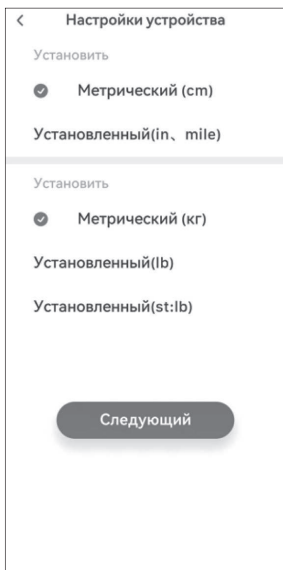 Настройки устройства
Установить
Метрический (cm)
Установленный(in、mile)
Установить
Метрический (кг)
Установленный(lb)
Установленный(st:lb)
Следующий